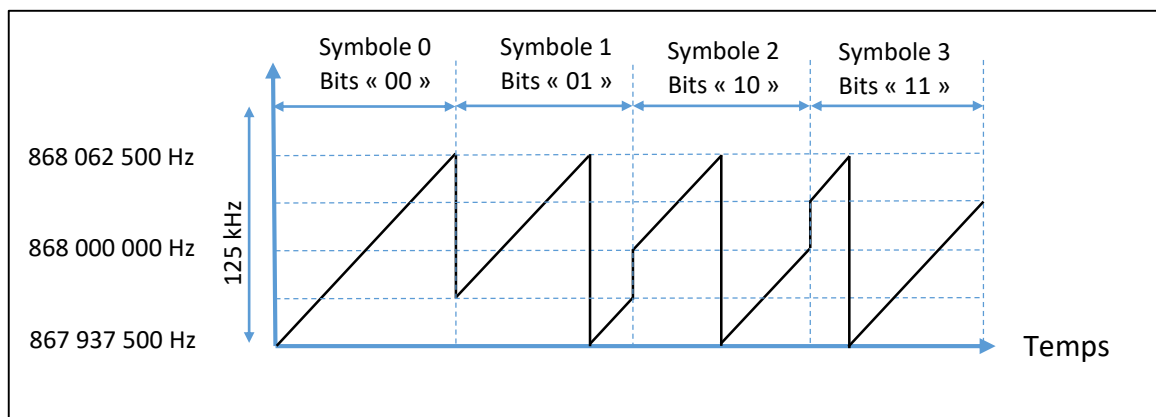 Symbole 0
Bits « 00 »
Symbole 1
Bits « 01 »
Symbole 2
Bits « 10 »
Symbole 3
Bits « 11 »
868 062 500 Hz
125 kHz
868 000 000 Hz
867 937 500 Hz
Temps